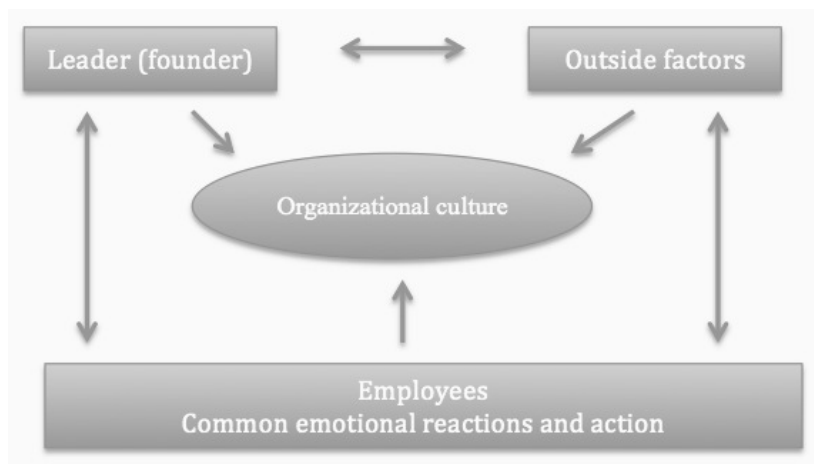 Leader (founder)
Outside factors
Organizational culture
Employees
Common emotional reactions and action